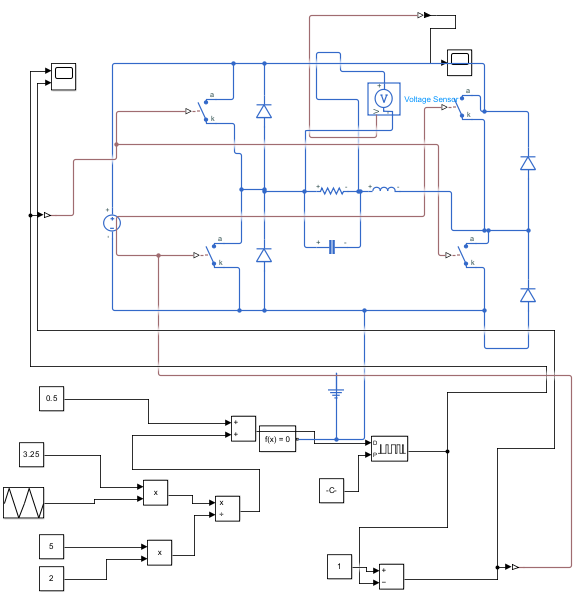 +
-
a
k
+
V
-
Voltage Sensor
a
k
+
-
+
-
+
-
+
-
a
k
a
k
0.5
+
+
f(x) = 0
D
P
3.25
x
x
÷
-C-
5
2
x
1
+
−